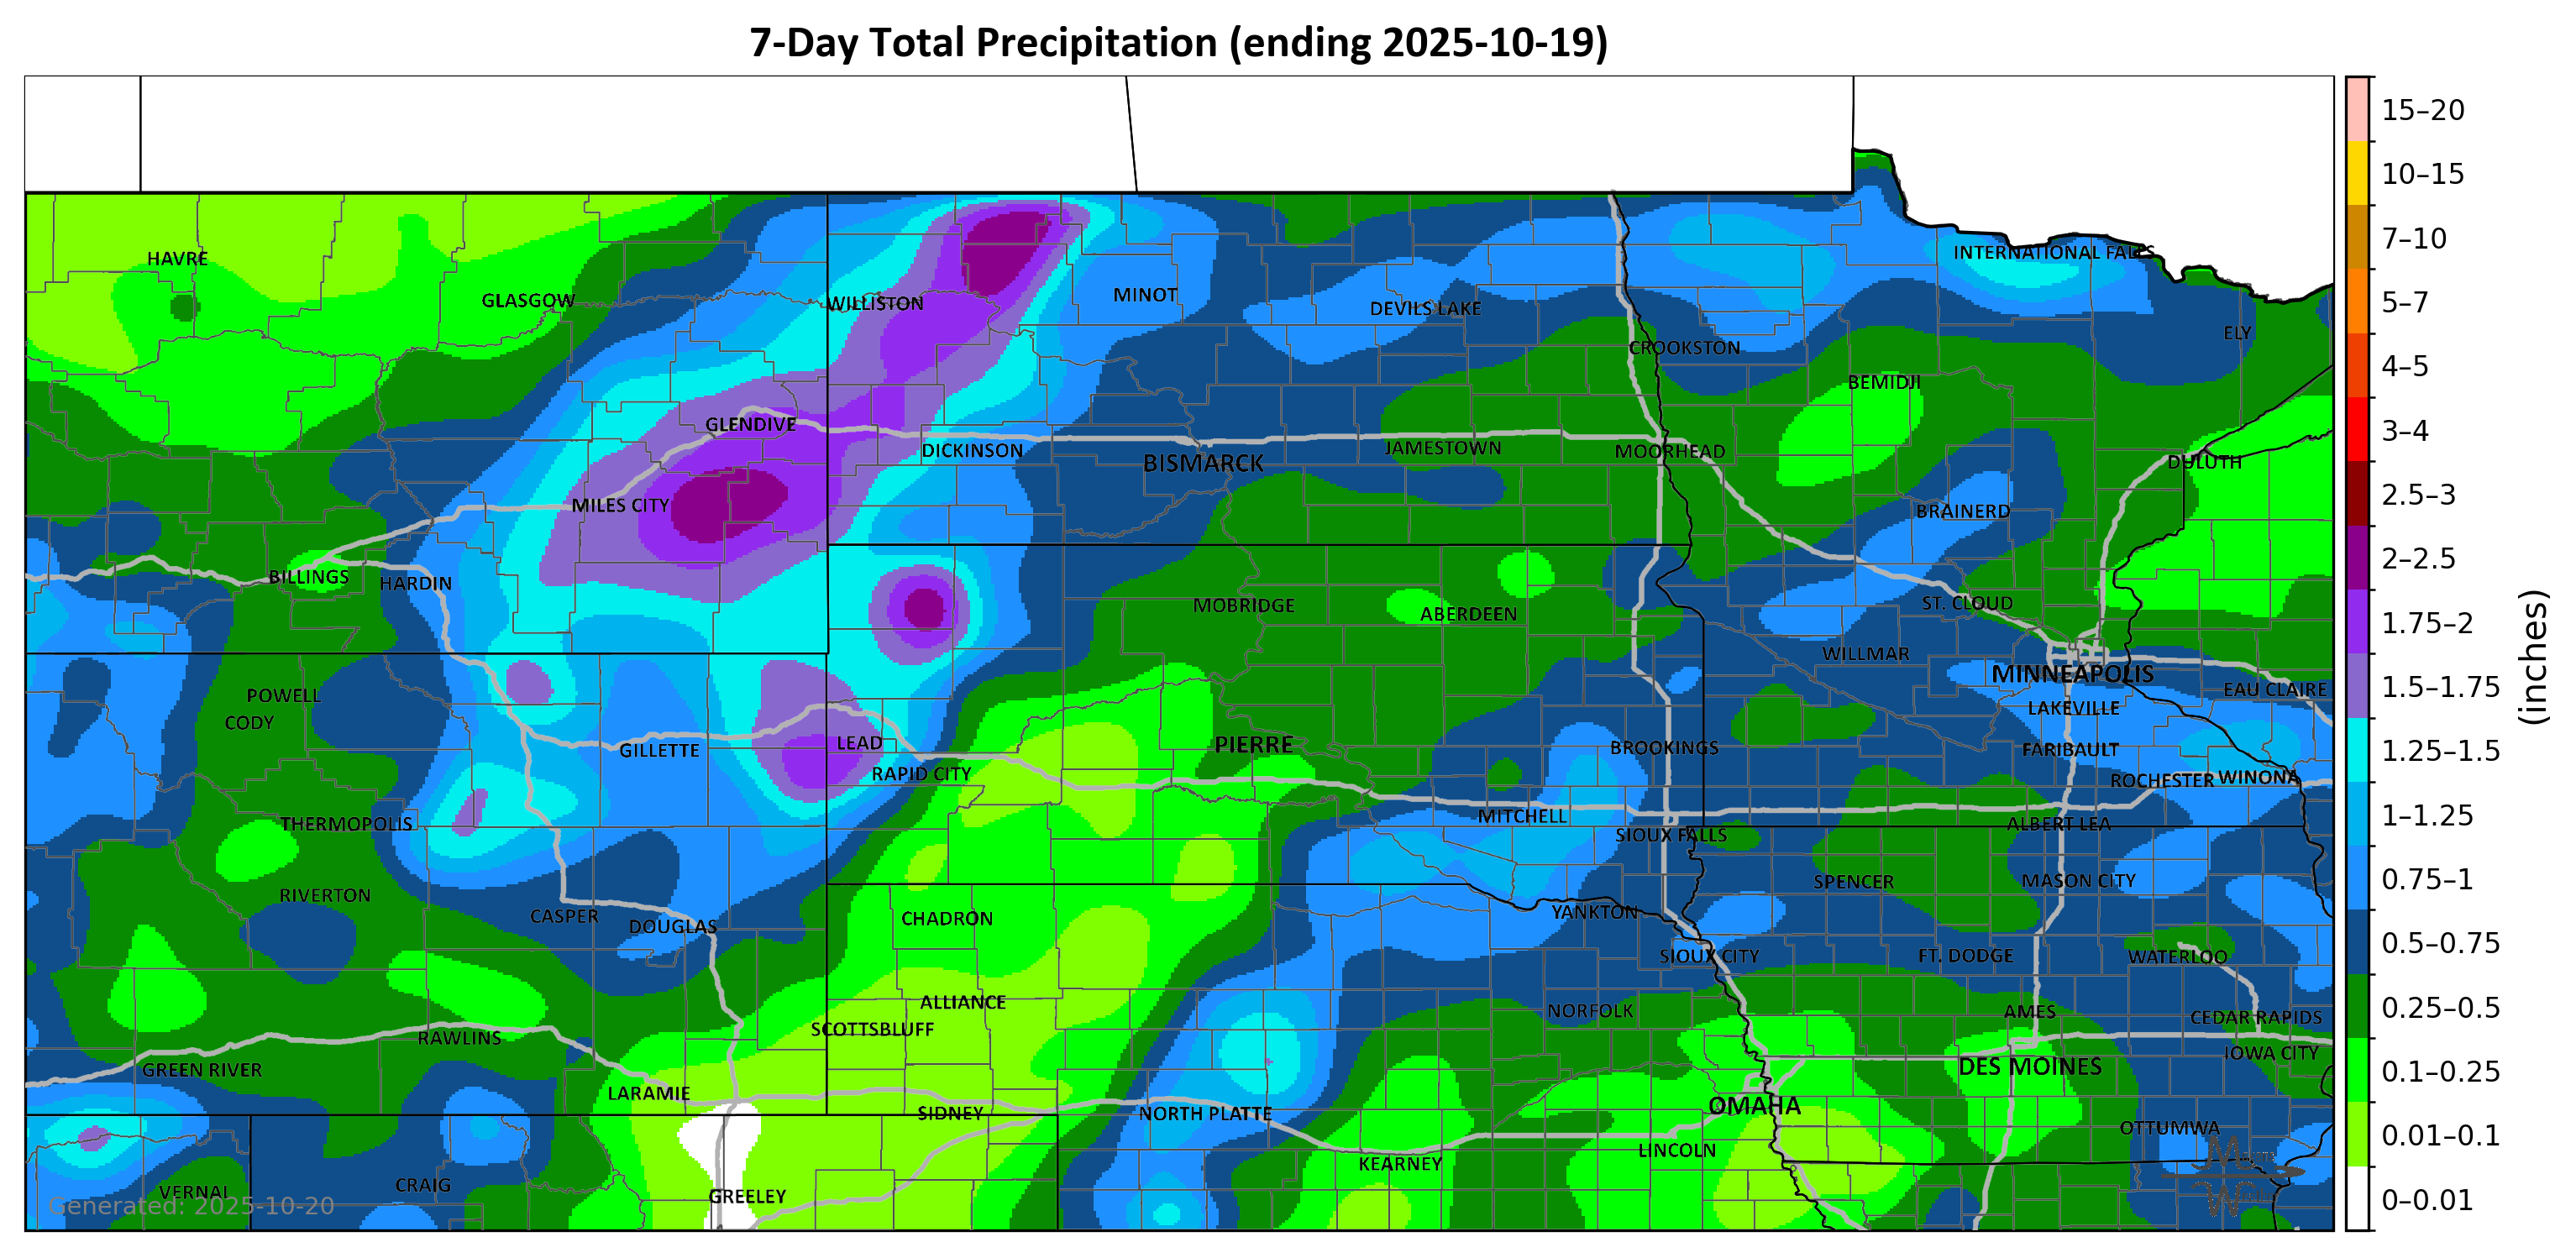 7-Day Total Precipitation (ending 2025-10-19)
15–20
10–15
7–10
5–7
4–5
3–4
2.5–3
2–2.5
1.75–2
1.5–1.75
1.25–1.5
1–1.25
0.75–1
0.5–0.75
0.25–0.5
0.1–0.25
0.01–0.1
0–0.01
(inches)
HAVRE
GLASGOW
WILLISTON
MINOT
DEVILS LAKE
INTERNATIONAL FALLS
ELY
CROOKSTON
BEMIDJI
GLENDIVE
DICKINSON
BISMARCK
JAMESTOWN
MOORHEAD
DULUTH
MILES CITY
BRAINERD
BILLINGS
HARDIN
MOBRIDGE
ABERDEEN
ST. CLOUD
WILLMAR
MINNEAPOLIS
EAU CLAIRE
POWELL
CODY
LAKEVILLE
GILLETTE
LEAD
PIERRE
BROOKINGS
FARIBAULT
RAPID CITY
ROCHESTER
WINONA
THERMOPOLIS
MITCHELL
SIOUX FALLS
ALBERT LEA
RIVERTON
SPENCER
MASON CITY
CASPER
DOUGLAS
CHADRON
YANKTON
SIOUX CITY
FT. DODGE
WATERLOO
ALLIANCE
SCOTTSBLUFF
NORFOLK
AMES
CEDAR RAPIDS
RAWLINS
GREEN RIVER
IOWA CITY
DES MOINES
LARAMIE
SIDNEY
NORTH PLATTE
OMAHA
OTTUMWA
LINCOLN
KEARNEY
VERNAL
CRAIG
GREELEY
Generated: 2025-10-20